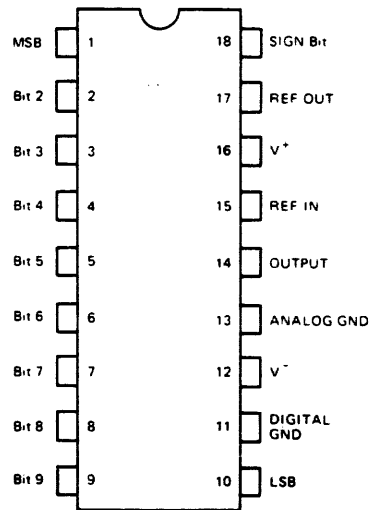 MSB 1 18 SIGN Bit
Bit 2 2 17 REF OUT
Bit 3 3 16 V+
Bit 4 4 15 REF IN
Bit 5 5 14 OUTPUT
Bit 6 6 13 ANALOG GND
Bit 7 7 12 V-
Bit 8 8 11 DIGITAL
GND
Bit 9 9 10 LSB